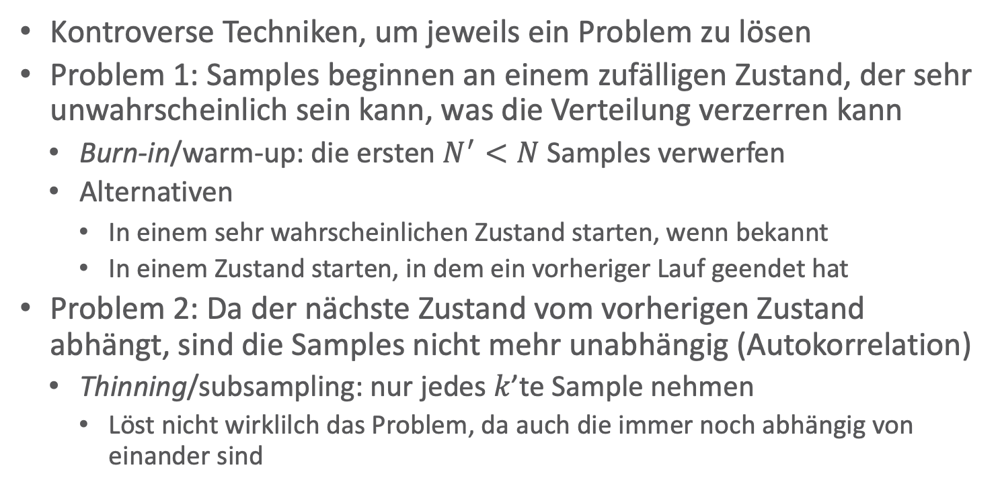 • Kontroverse Techniken, um jeweils ein Problem zu lösen
• Problem 1: Samples beginnen an einem zufälligen Zustand, der sehr
unwahrscheinlich sein kann, was die Verteilung verzerren kann
• Burn-in/warm-up: die ersten N′ < N Samples verwerfen
• Alternativen
• In einem sehr wahrscheinlichen Zustand starten, wenn bekannt
• In einem Zustand starten, in dem ein vorheriger Lauf geendet hat
• Problem 2: Da der nächste Zustand vom vorherigen Zustand
abhängt, sind die Samples nicht mehr unabhängig (Autokorrelation)
• Thinning/subsampling: nur jedes k’te Sample nehmen
• Löst nicht wirklilch das Problem, da auch die immer noch abhängig von
einander sind